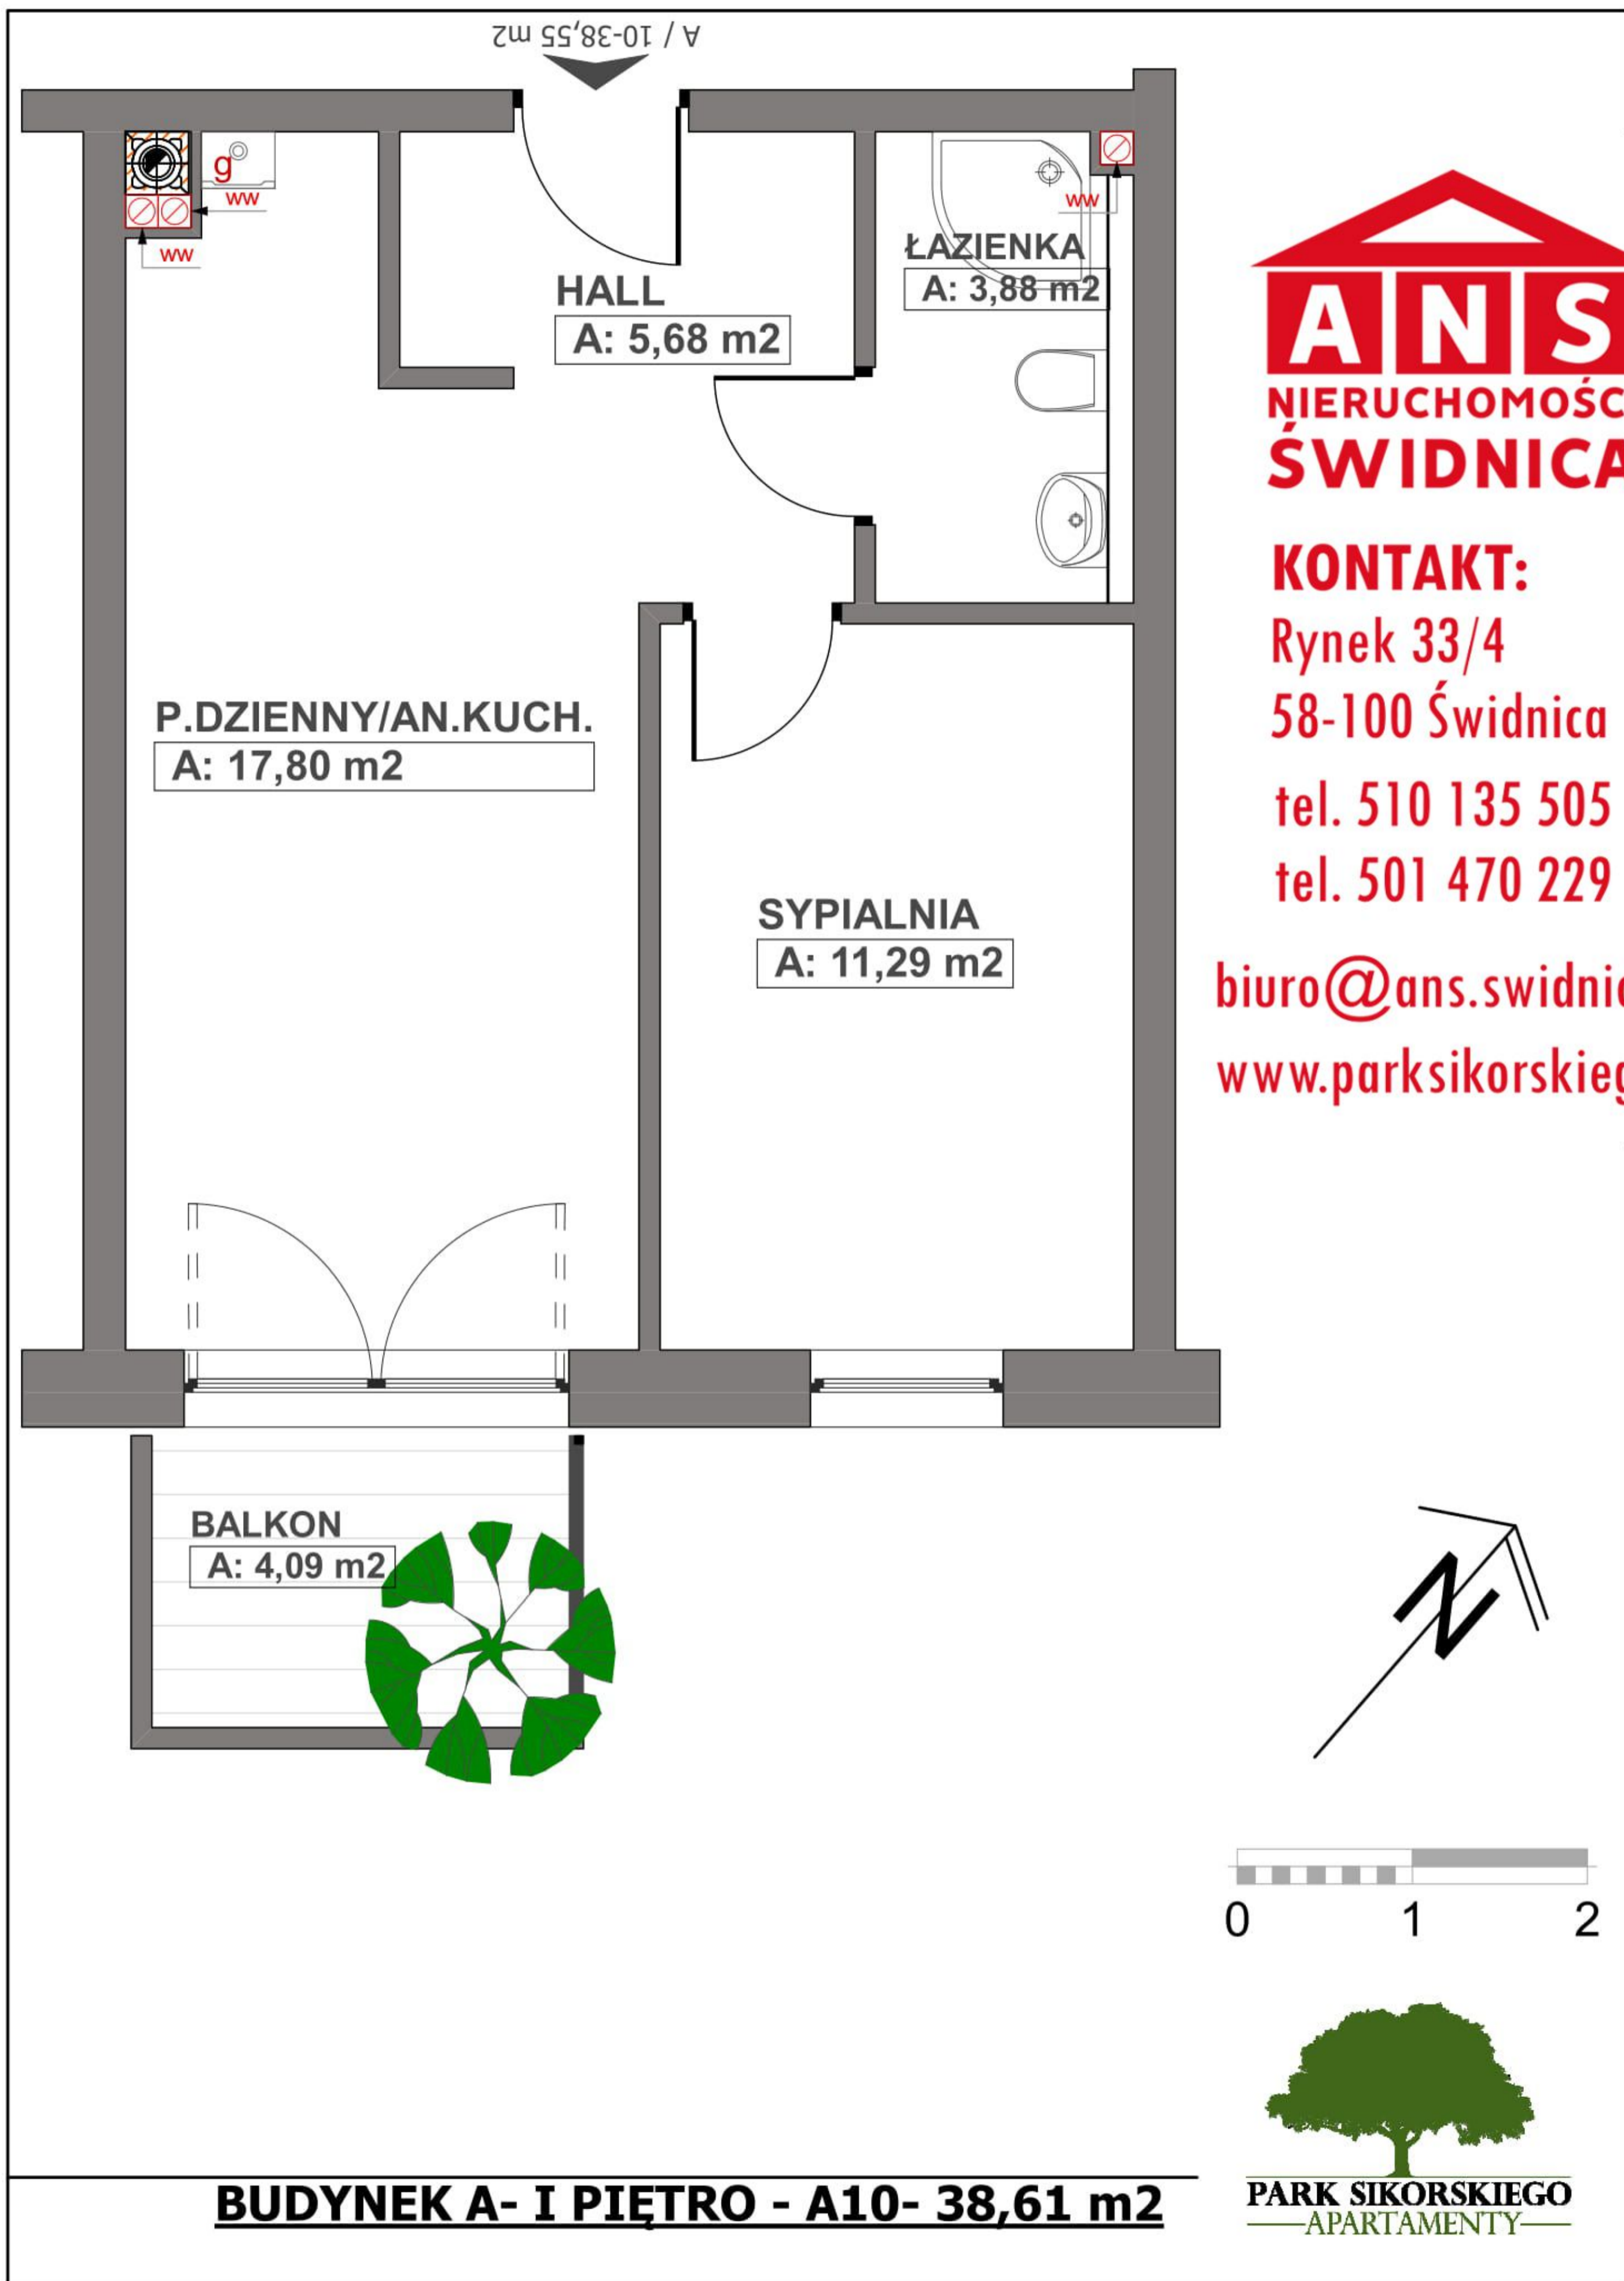 A / 10-38,55 m2
g
ww
ww
ww
HALL
A: 5,68 m2
ŁAZIENKA
A: 3,88 m2
P.DZIENNY/AN.KUCH.
A: 17,80 m2
SYPIALNIA
A: 11,29 m2
BALKON
A: 4,09 m2
ANS
NIERUCHOMOŚC
ŚWIDNICA
KONTAKT:
Rynek 33/4
58-100 Świdnica
tel. 510 135 505
tel. 501 470 229
biuro@ans.swidnic
www.parksikorskieg
N
0 1 2
PARK SIKORSKIEGO
APARTAMENTY
BUDYNEK A- I PIĘTRO - A10- 38,61 m2